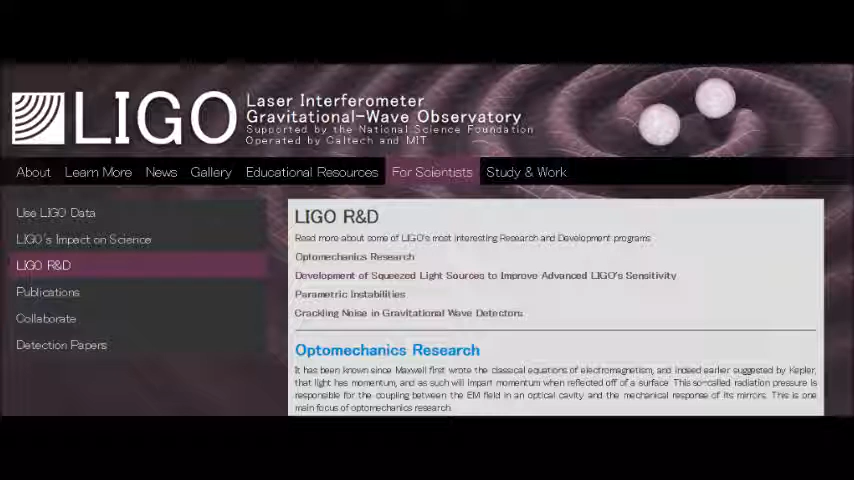 LIGO
Laser Interferometer
Gravitational-Wave Observatory
Supported by the National Science Foundation
Operated by Caltech and MIT
About Learn More News Gallery Educational Resources For Scientists Study & Work
Use LIGO Data
LIGO's Impact on Science
LIGO R&D
Publications
Collaborate
Detection Papers
LIGO R&D
Read more about some of LIGO's most interesting Research and Development programs
Optomechanics Research
Development of Squeezed Light Sources to Improve Advanced LIGO's Sensitivity
Parametric Instabilities
Crackling Noise in Gravitational Wave Detectors
Optomechanics Research
It has been known since Maxwell first wrote the classical equations of electromagnetism, and indeed earlier suggested by Kepler,
that light has momentum, and as such will impart momentum when reflected off of a surface. This so-called radiation pressure is
responsible for the coupling between the EM field in an optical cavity and the mechanical response of its mirrors. This is one
main focus of optomechanics research.